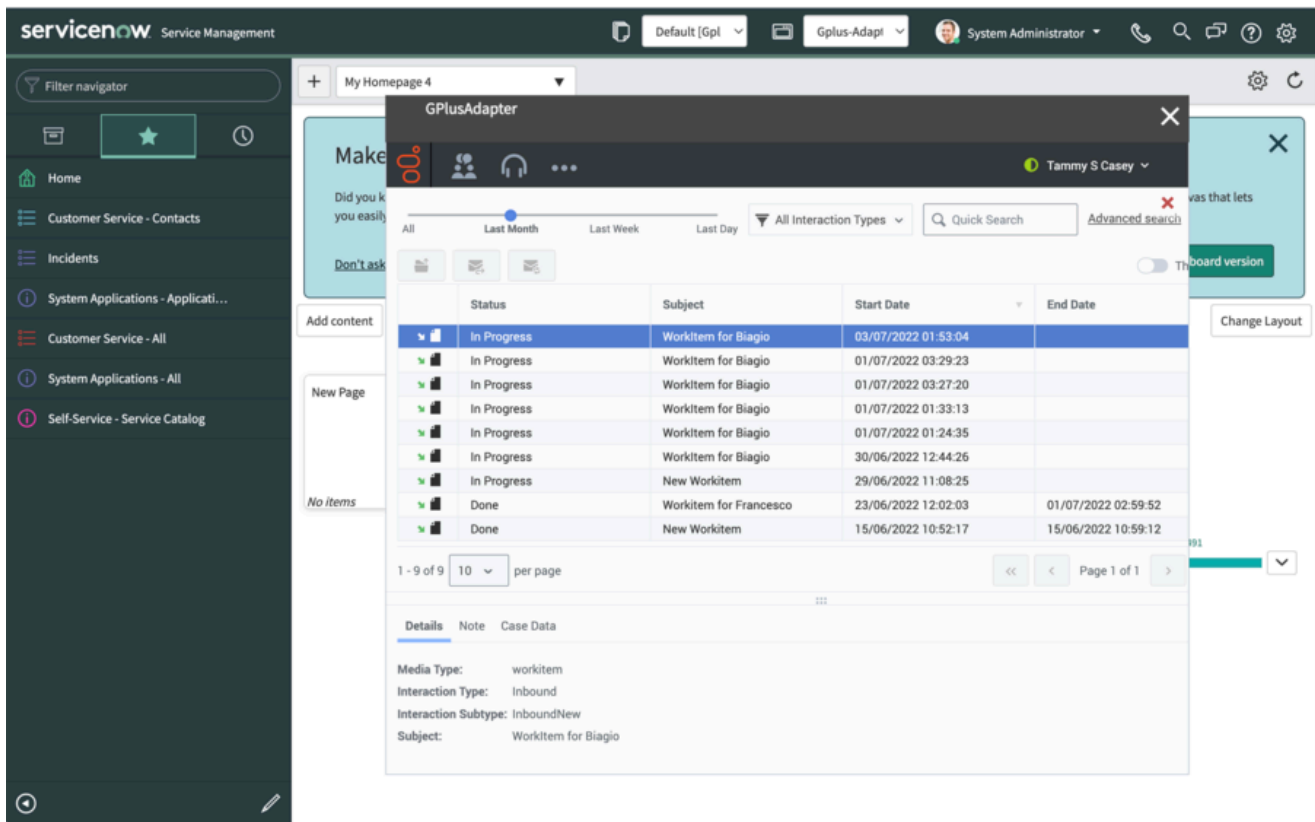 servicenow. Service Management
Default [Gpl
Gplus-Adapt
System Administrator
Filter navigator
My Homepage 4
Home
Customer Service - Contacts
Incidents
System Applications - Applicati...
Customer Service - All
System Applications - All
Self-Service - Service Catalog
GPlusAdapter
Make
Tammy S Casey
Did you k
vas that lets
you easily
All Last Month Last Week Last Day
All Interaction Types
Quick Search
Advanced search
Don't ask
Th
board version
Add content
Change Layout
Status Subject Start Date End Date
In Progress WorkItem for Biagio 03/07/2022 01:53:04
In Progress WorkItem for Biagio 01/07/2022 03:29:23
In Progress WorkItem for Biagio 01/07/2022 03:27:20
In Progress WorkItem for Biagio 01/07/2022 01:33:13
In Progress WorkItem for Biagio 01/07/2022 01:24:35
In Progress WorkItem for Biagio 30/06/2022 12:44:26
In Progress New Workitem 29/06/2022 11:08:25
Done Workitem for Francesco 23/06/2022 12:02:03 01/07/2022 02:59:52
Done New Workitem 15/06/2022 10:52:17 15/06/2022 10:59:12
New Page
No items
391
1 - 9 of 9 10 per page
Page 1 of 1
Details Note Case Data
Media Type: workitem
Interaction Type: Inbound
Interaction Subtype: InboundNew
Subject: WorkItem for Biagio